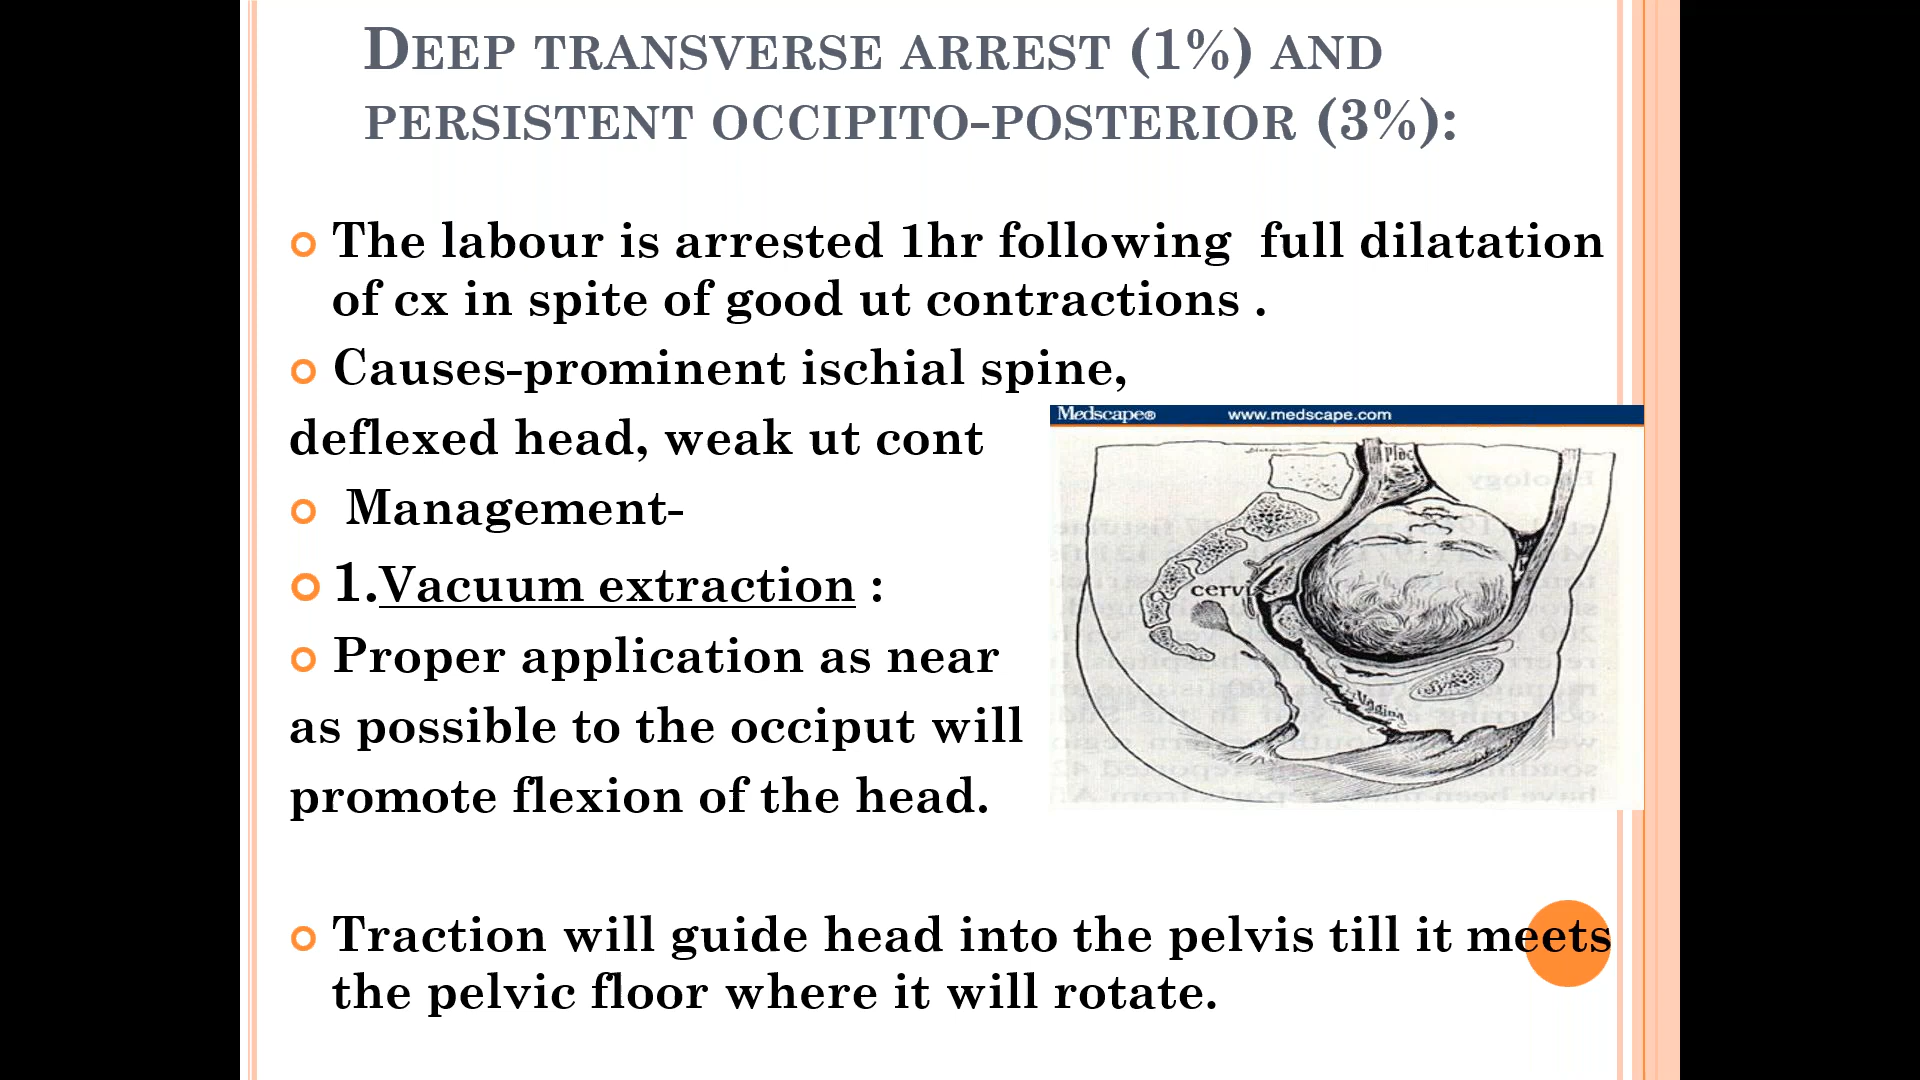 DEEP TRANSVERSE ARREST (1%) AND
PERSISTENT OCCIPITO-POSTERIOR (3%):
The labour is arrested 1hr following full dilatation
of cx in spite of good ut contractions .
Causes-prominent ischial spine,
deflexed head, weak ut cont
Management-
1.Vacuum extraction :
Proper application as near
as possible to the occiput will
promote flexion of the head.
Traction will guide head into the pelvis till it meets
the pelvic floor where it will rotate.
Medscape® www.medscape.com
Plac
cervi
Vagina